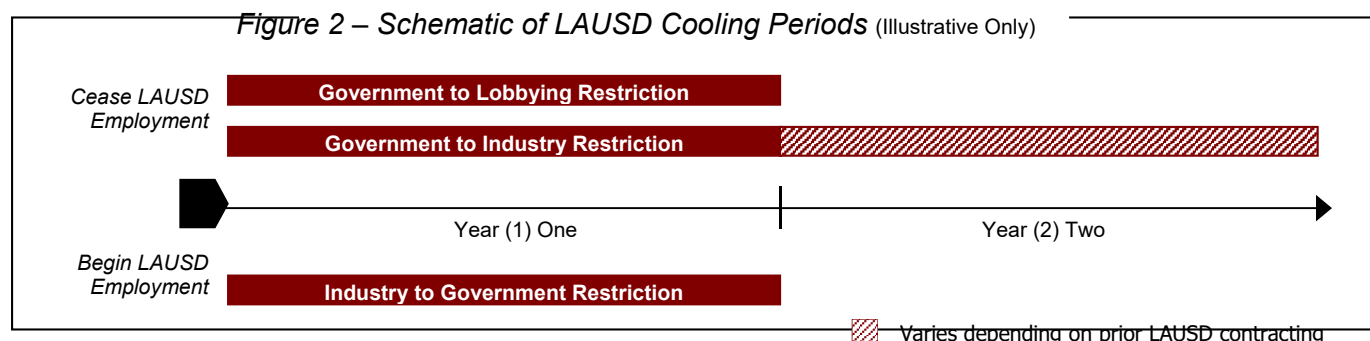 Figure 2 – Schematic of LAUSD Cooling Periods (Illustrative Only)
Cease LAUSD
Employment
Government to Lobbying Restriction
Government to Industry Restriction
Year (1) One
Year (2) Two
Begin LAUSD
Employment
Industry to Government Restriction
Varies depending on prior LAUSD contracting